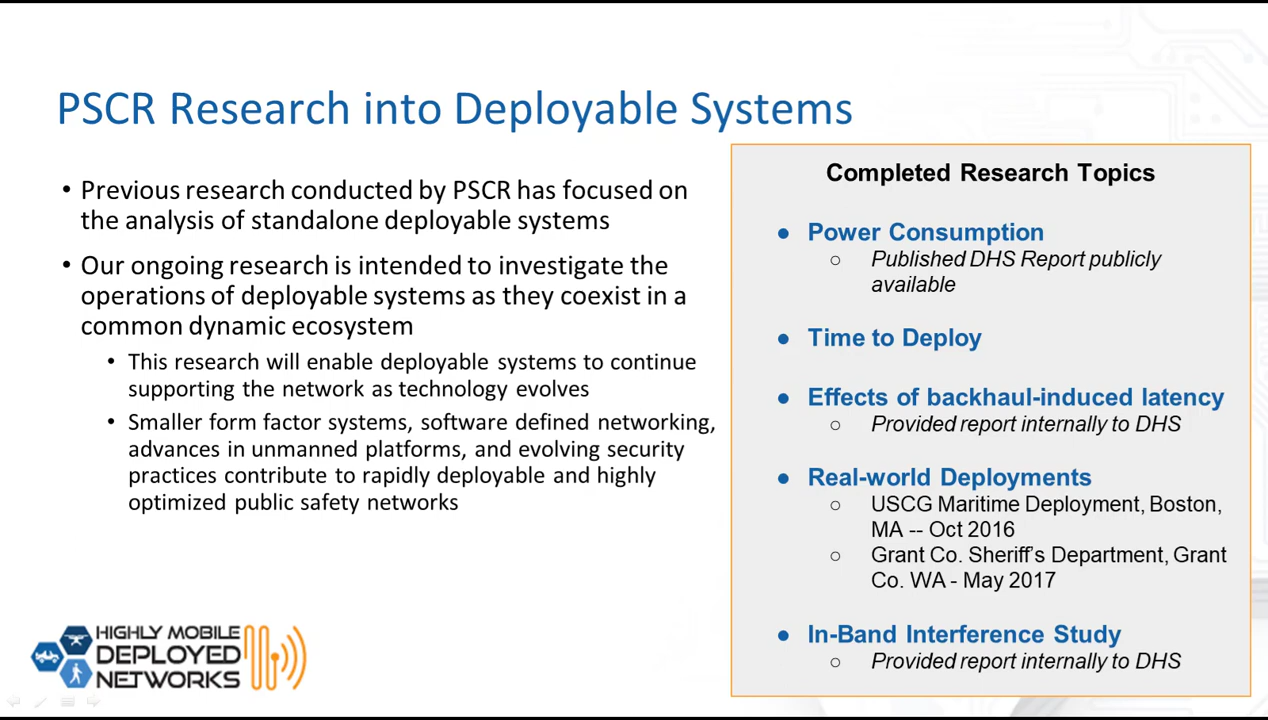 PSCR Research into Deployable Systems
• Previous research conducted by PSCR has focused on
the analysis of standalone deployable systems
• Our ongoing research is intended to investigate the
operations of deployable systems as they coexist in a
common dynamic ecosystem
• This research will enable deployable systems to continue
supporting the network as technology evolves
• Smaller form factor systems, software defined networking,
advances in unmanned platforms, and evolving security
practices contribute to rapidly deployable and highly
optimized public safety networks
Completed Research Topics
● Power Consumption
○ Published DHS Report publicly
available
● Time to Deploy
● Effects of backhaul-induced latency
○ Provided report internally to DHS
● Real-world Deployments
○ USCG Maritime Deployment, Boston,
MA -- Oct 2016
○ Grant Co. Sheriff's Department, Grant
Co. WA - May 2017
● In-Band Interference Study
○ Provided report internally to DHS
HIGHLY MOBILE
DEPLOYED
NETWORKS